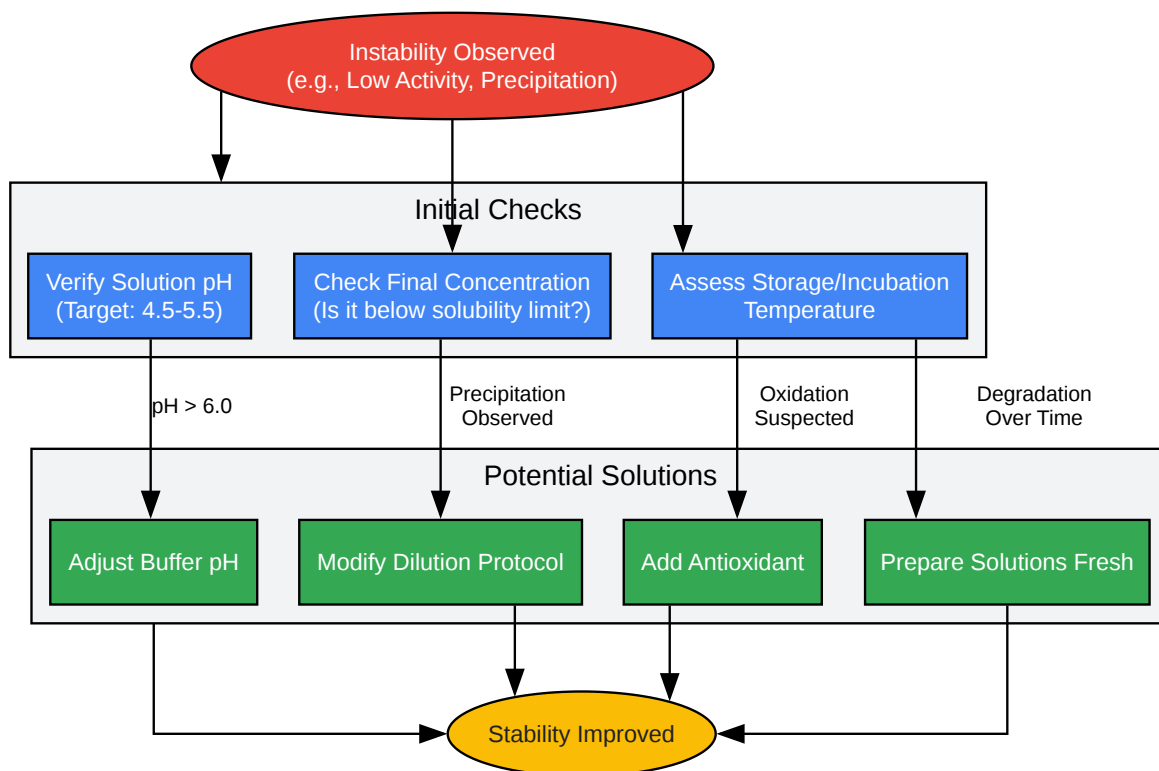 Instability Observed
(e.g., Low Activity, Precipitation)
Initial Checks
Verify Solution pH
(Target: 4.5-5.5)
Check Final Concentration
(Is it below solubility limit?)
Assess Storage/Incubation
Temperature
pH > 6.0
Precipitation
Observed
Oxidation
Suspected
Degradation
Over Time
Potential Solutions
Adjust Buffer pH
Modify Dilution Protocol
Add Antioxidant
Prepare Solutions Fresh
Stability Improved